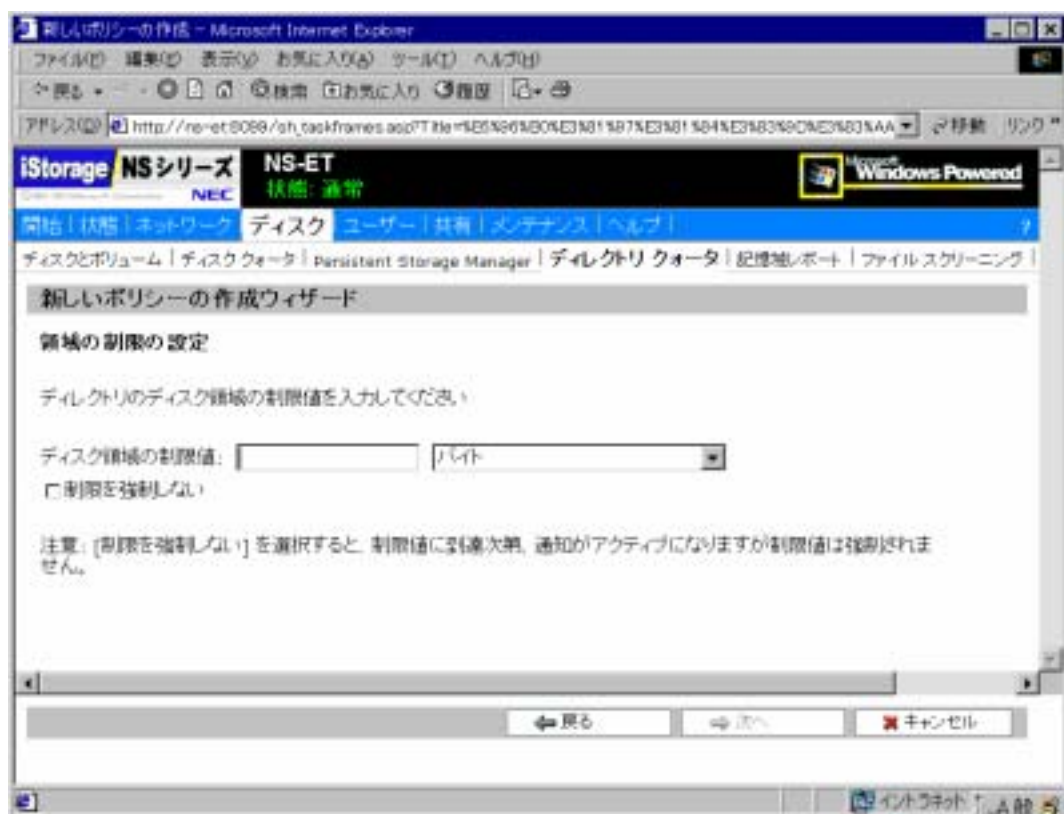 新しいポリシーの作成 - Microsoft Internet Explorer
ファイル(F) 編集(E) 表示(V) お気に入り(A) ツール(T) ヘルプ(H)
戻る 検索 お気に入り 履歴
アドレス(D) http://ns-et:8099/sh_taskframes.asp?Title=%E6%96%B0%E3%81%97%E3%81%84%E3%83%9D%E3%83%AA 移動 リンク
iStorage NSシリーズ NS-ET Microsoft
NEC 状態: 通常 Windows Powered
開始 | 状態 | ネットワーク | ディスク | ユーザー | 共有 | メンテナンス | ヘルプ | ?
ディスクとボリューム | ディスク クォータ | Persistent Storage Manager | ディレクトリ クォータ | 記憶域レポート | ファイル スクリーニング |
新しいポリシーの作成ウィザード
領域の制限の設定
ディレクトリのディスク領域の制限値を入力してください
ディスク領域の制限値: バイト
制限を強制しない
注意: [制限を強制しない] を選択すると、制限値に到達次第、通知がアクティブになりますが制限値は強制されま
せん。
戻る 次へ キャンセル
イントラネット
A 般